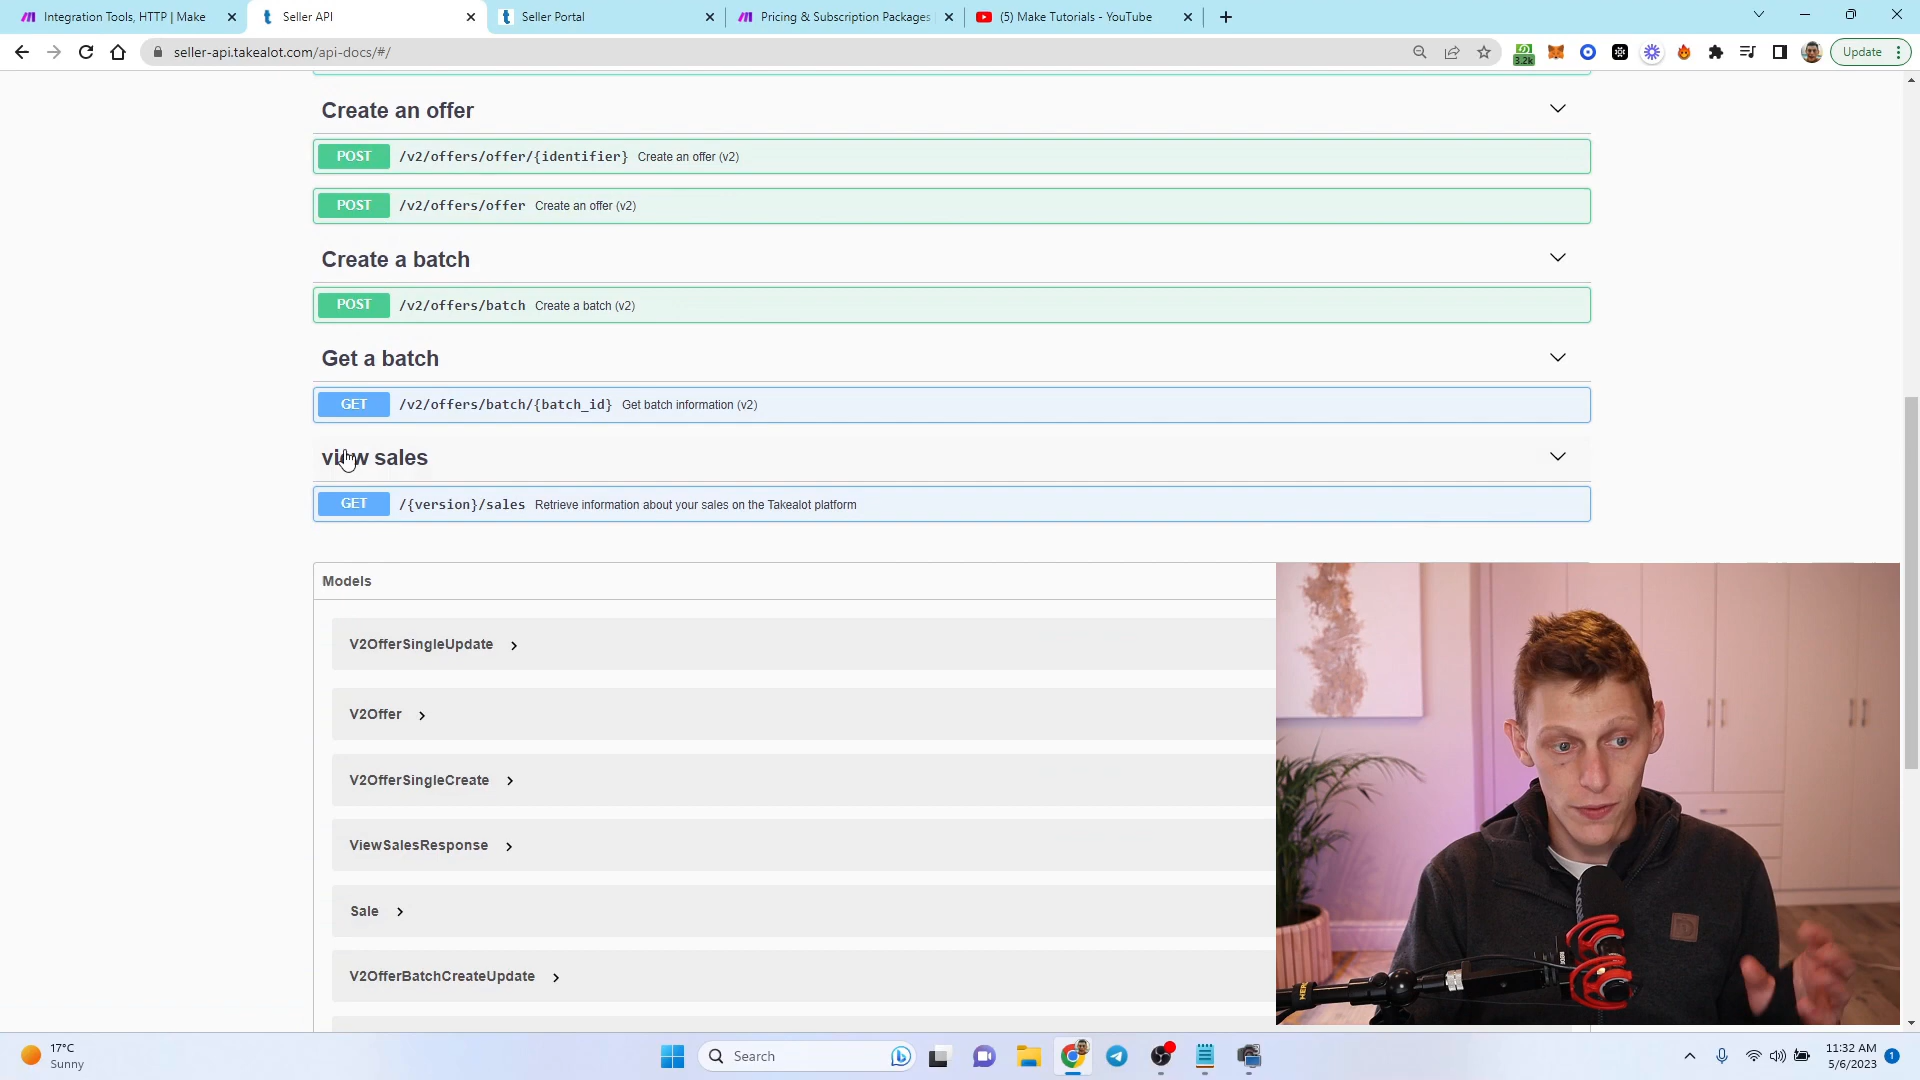 Integration Tools, HTTP | Make
Seller API
Seller Portal
Pricing & Subscription Packages
(5) Make Tutorials - YouTube
seller-api.takealot.com/api-docs/#/
3.2k
Update
Create an offer
POST /v2/offers/offer/{identifier} Create an offer (v2)
POST /v2/offers/offer Create an offer (v2)
Create a batch
POST /v2/offers/batch Create a batch (v2)
Get a batch
GET /v2/offers/batch/{batch_id} Get batch information (v2)
view sales
GET /{version}/sales Retrieve information about your sales on the Takealot platform
Models
V2OfferSingleUpdate
V2Offer
V2OfferSingleCreate
ViewSalesResponse
Sale
V2OfferBatchCreateUpdate
17°C
Sunny
Search
11:32 AM
5/6/2023
1